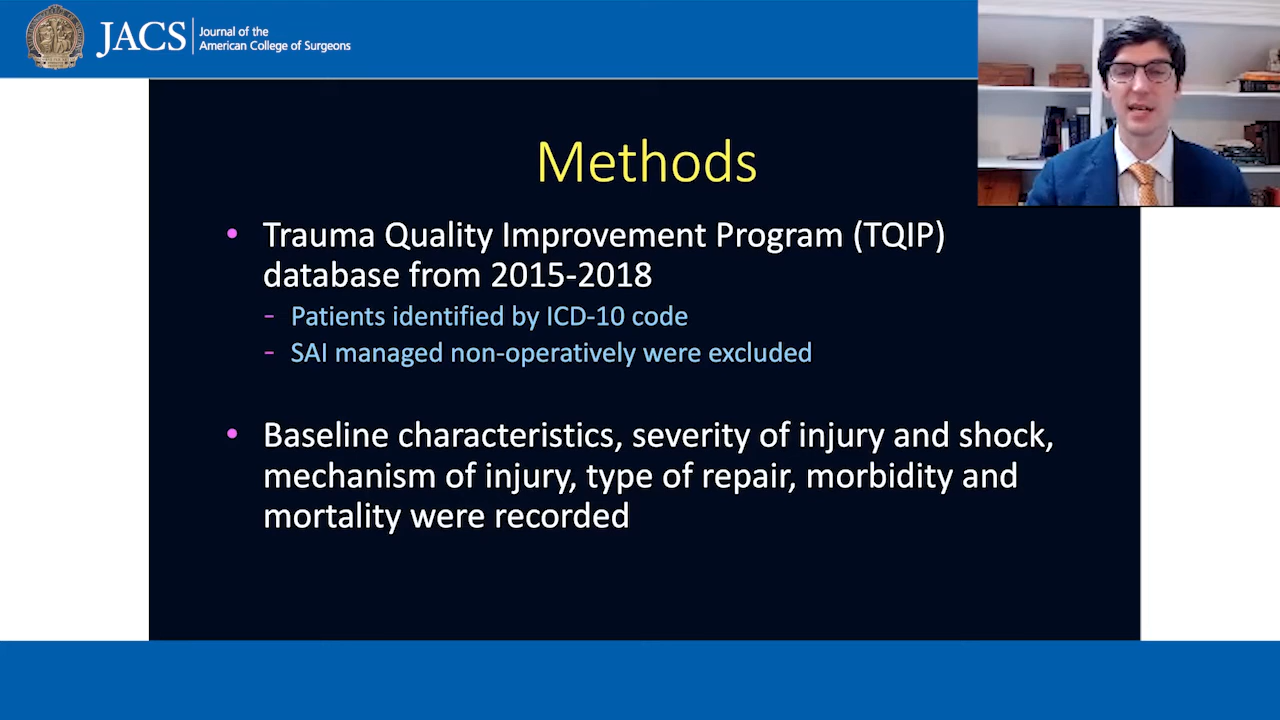 JACS
Journal of the
American College of Surgeons
Methods
• Trauma Quality Improvement Program (TQIP)
database from 2015-2018
- Patients identified by ICD-10 code
- SAI managed non-operatively were excluded
• Baseline characteristics, severity of injury and shock,
mechanism of injury, type of repair, morbidity and
mortality were recorded